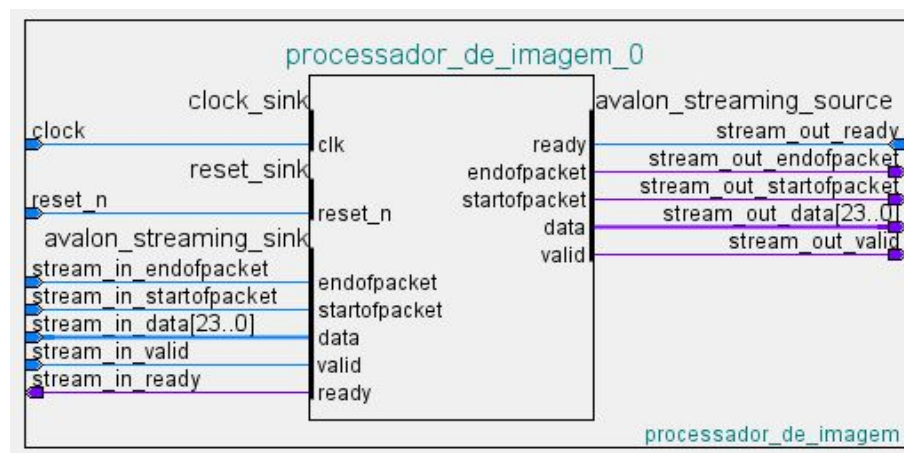 processador_de_imagem_0
clock_sink
clock
clk
reset_sink
reset_n
reset_n
avalon_streaming_sink
stream_in_endofpacket
endofpacket
stream_in_startofpacket
startofpacket
stream_in_data[23..0]
data
stream_in_valid
valid
stream_in_ready
ready
avalon_streaming_source
ready
stream_out_ready
endofpacket
stream_out_endofpacket
startofpacket
stream_out_startofpacket
data
stream_out_data[23..0]
valid
stream_out_valid
processador_de_imagem